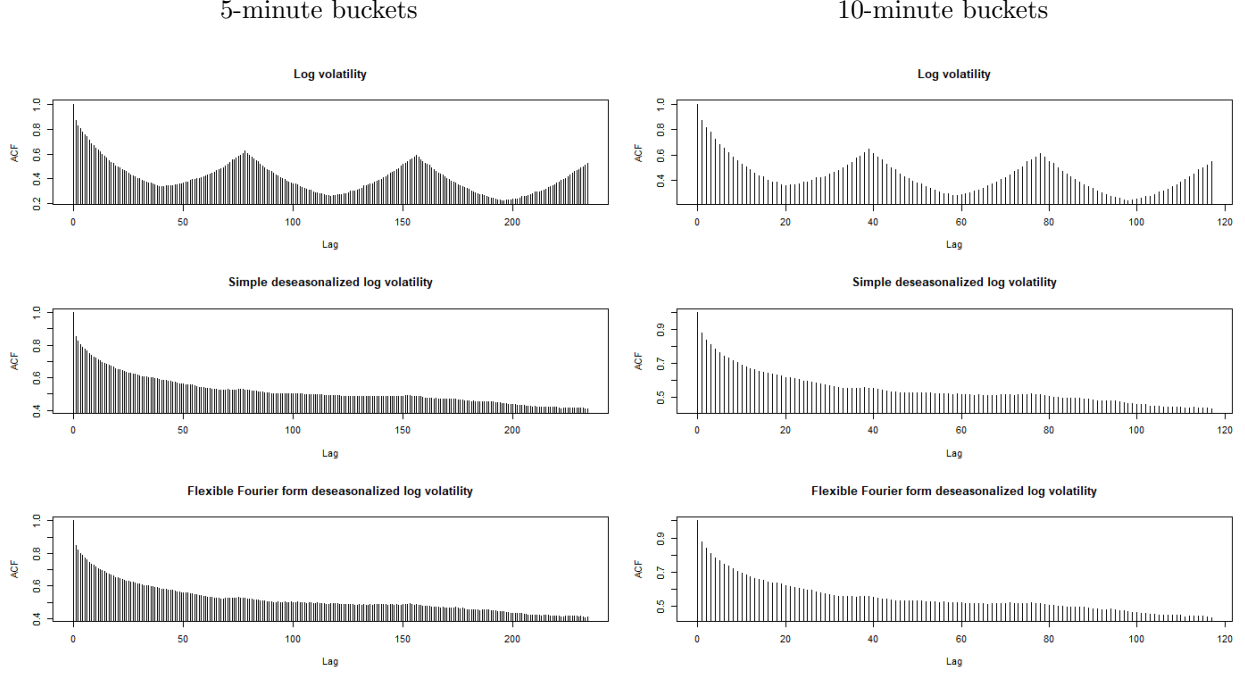 5-minute buckets
10-minute buckets
Log volatility
ACF
0.2 0.4 0.6 0.8 1.0
0 50 100 150 200
Lag
Log volatility
ACF
0.4 0.6 0.8 1.0
0 20 40 60 80 100 120
Lag
Simple deseasonalized log volatility
ACF
0.4 0.6 0.8 1.0
0 50 100 150 200
Lag
Simple deseasonalized log volatility
ACF
0.5 0.7 0.9
0 20 40 60 80 100 120
Lag
Flexible Fourier form deseasonalized log volatility
ACF
0.4 0.6 0.8 1.0
0 50 100 150 200
Lag
Flexible Fourier form deseasonalized log volatility
ACF
0.5 0.7 0.9
0 20 40 60 80 100 120
Lag